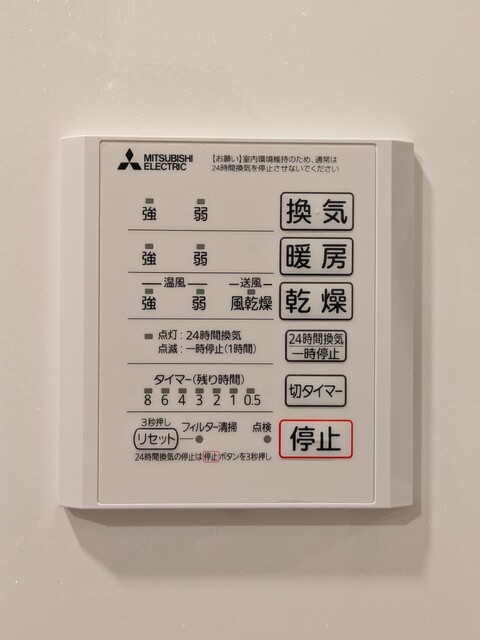 MITSUBISHI
ELECTRIC
【お願い】室内環境維持のため、通常は
24時間換気を停止させないでください
強 弱 換気
強 弱 暖房
温風 送風
強 弱 風乾燥 乾燥
点灯:24時間換気
点滅:一時停止(1時間)
24時間換気
一時停止
タイマー(残り時間)
8 6 4 3 2 1 0.5
切タイマー
3秒押し
リセット フィルター清掃 点検
停止
24時間換気の停止は停止ボタンを3秒押し